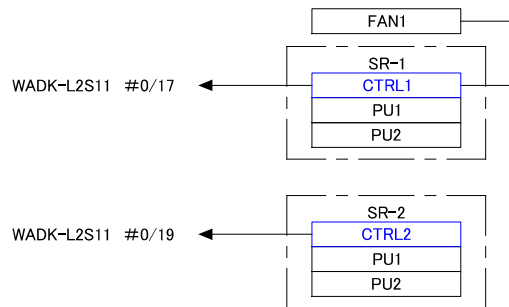 FAN1
SR-1
WADK-L2S11 #0/17
CTRL1
PU1
PU2
SR-2
WADK-L2S11 #0/19
CTRL2
PU1
PU2